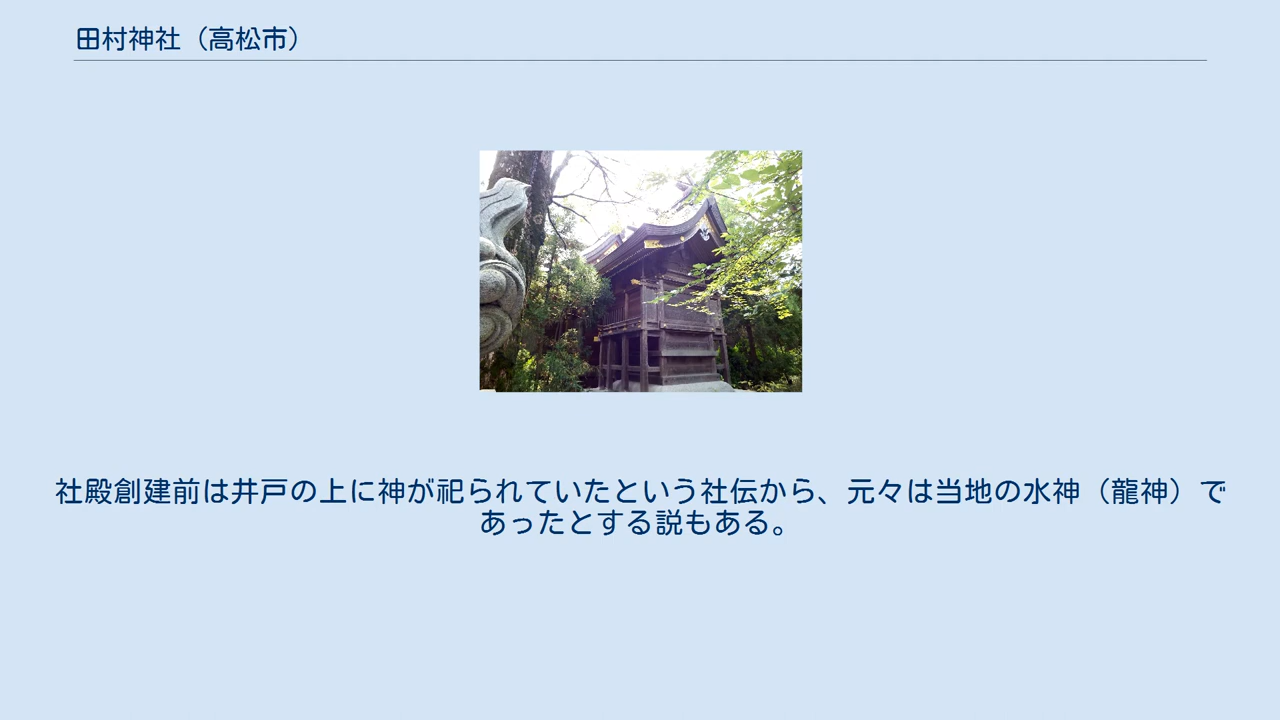 田村神社（高松市）
社殿創建前は井戸の上に神が祀られていたという社伝から、元々は当地の水神（龍神）で
あったとする説もある。